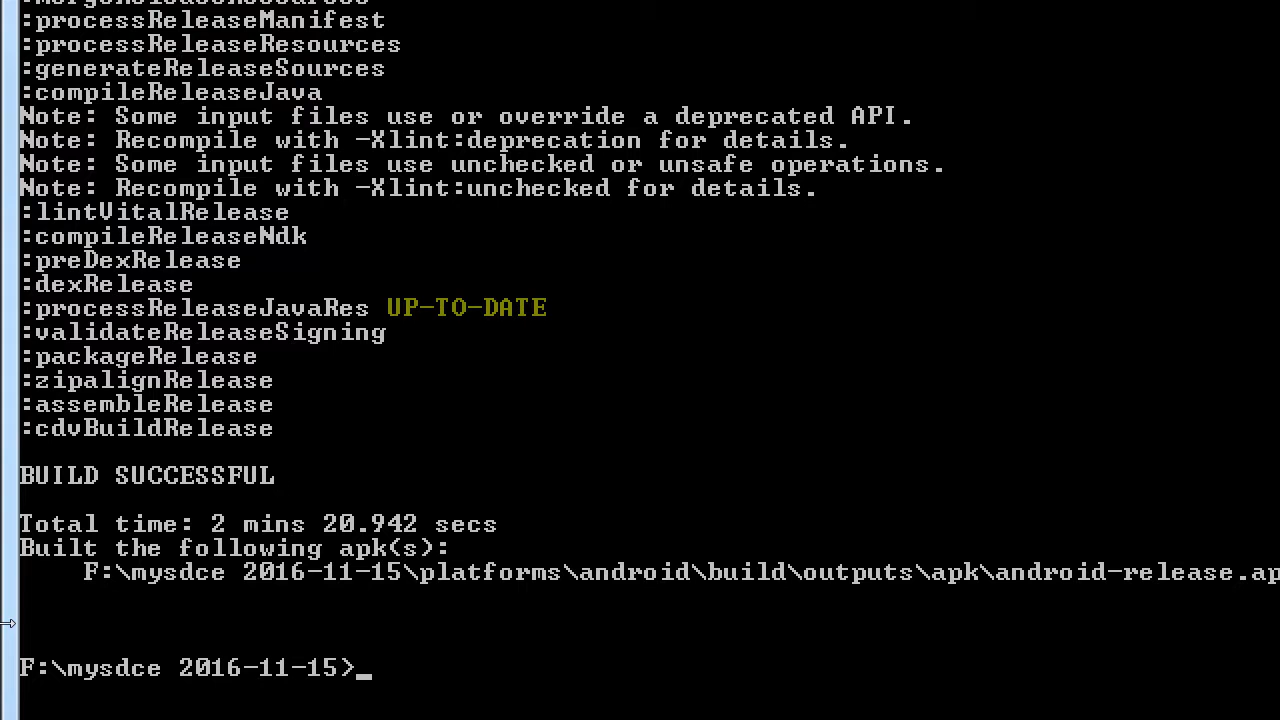 :mergeReleaseResources
:processReleaseManifest
:processReleaseResources
:generateReleaseSources
:compileReleaseJava
Note: Some input files use or override a deprecated API.
Note: Recompile with -Xlint:deprecation for details.
Note: Some input files use unchecked or unsafe operations.
Note: Recompile with -Xlint:unchecked for details.
:lintVitalRelease
:compileReleaseNdk
:preDexRelease
:dexRelease
:processReleaseJavaRes UP-TO-DATE
:validateReleaseSigning
:packageRelease
:zipalignRelease
:assembleRelease
:cdvBuildRelease
BUILD SUCCESSFUL
Total time: 2 mins 20.942 secs
Built the following apk(s):
F:\mysdce 2016-11-15\platforms\android\build\outputs\apk\android-release.ap
F:\mysdce 2016-11-15>_